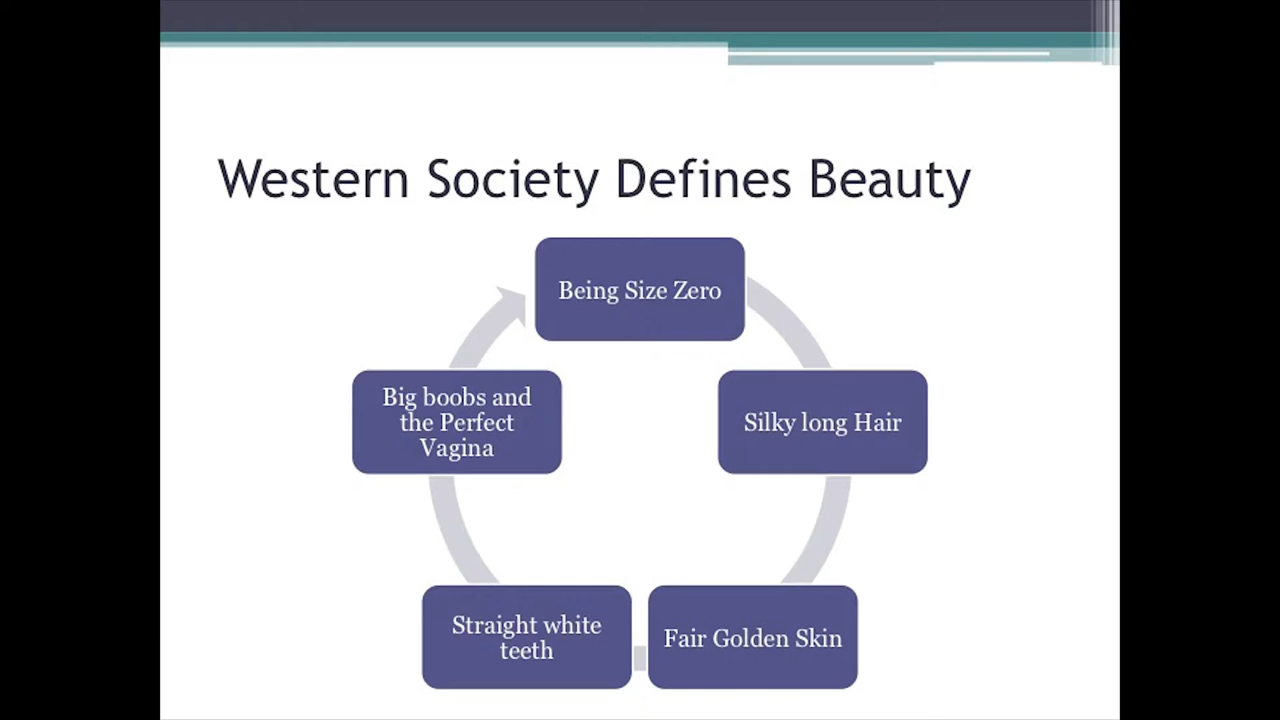 Western Society Defines Beauty
Being Size Zero
Silky long Hair
Fair Golden Skin
Straight white
teeth
Big boobs and
the Perfect
Vagina